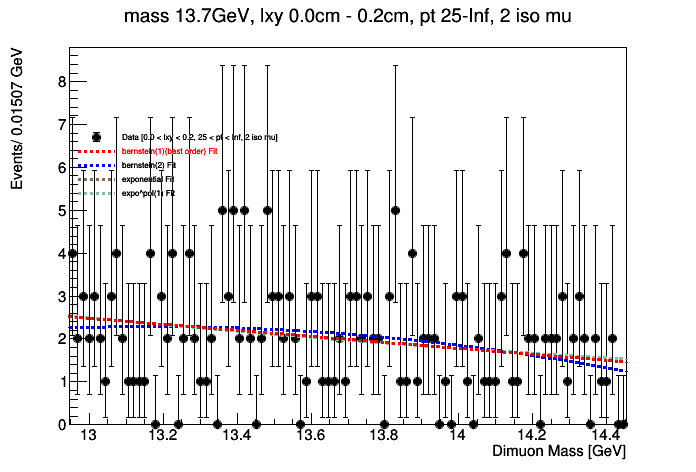 mass 13.7GeV, lxy 0.0cm - 0.2cm, pt 25-Inf, 2 iso mu
Events/ 0.01507 GeV
8
7
6
5
4
3
2
1
0
Data [0.0 < lxy < 0.2, 25 < pt < Inf, 2 iso mu]
bernstein(1)(best order) Fit
bernstein(2) Fit
exponential Fit
expo*pol(1) Fit
13
13.2
13.4
13.6
13.8
14
14.2
14.4
Dimuon Mass [GeV]